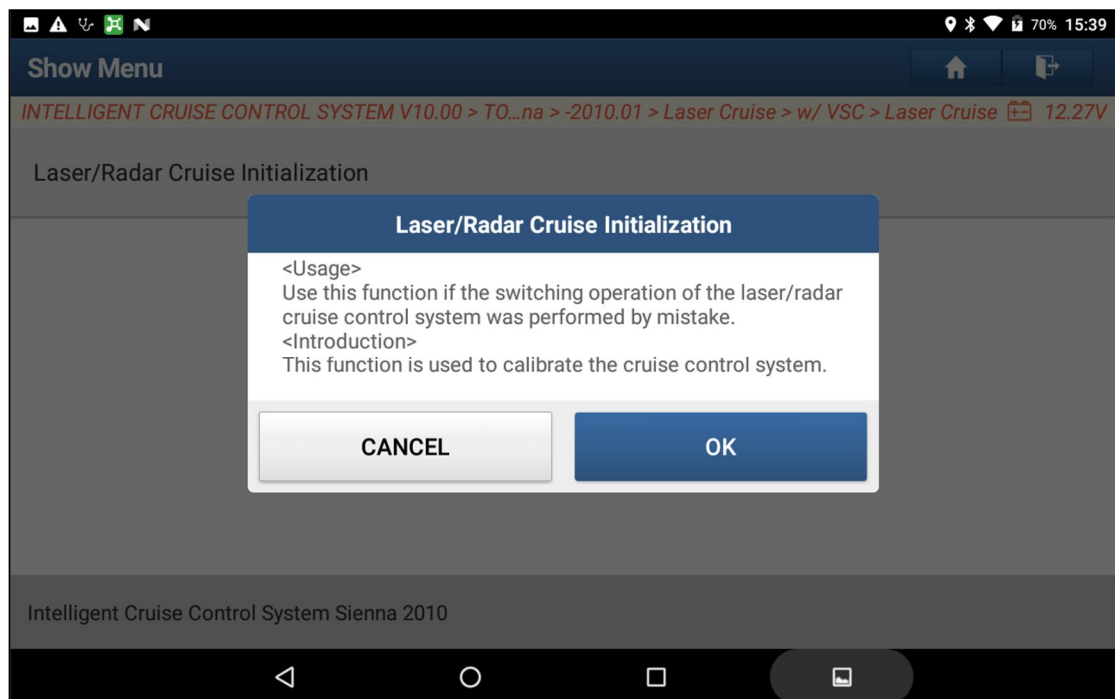 70% 15:39
Show Menu
INTELLIGENT CRUISE CONTROL SYSTEM V10.00 > TO...na > -2010.01 > Laser Cruise > w/ VSC > Laser Cruise 12.27V
Laser/Radar Cruise Initialization
Laser/Radar Cruise Initialization
<Usage>
Use this function if the switching operation of the laser/radar
cruise control system was performed by mistake.
<Introduction>
This function is used to calibrate the cruise control system.
CANCEL OK
Intelligent Cruise Control System Sienna 2010